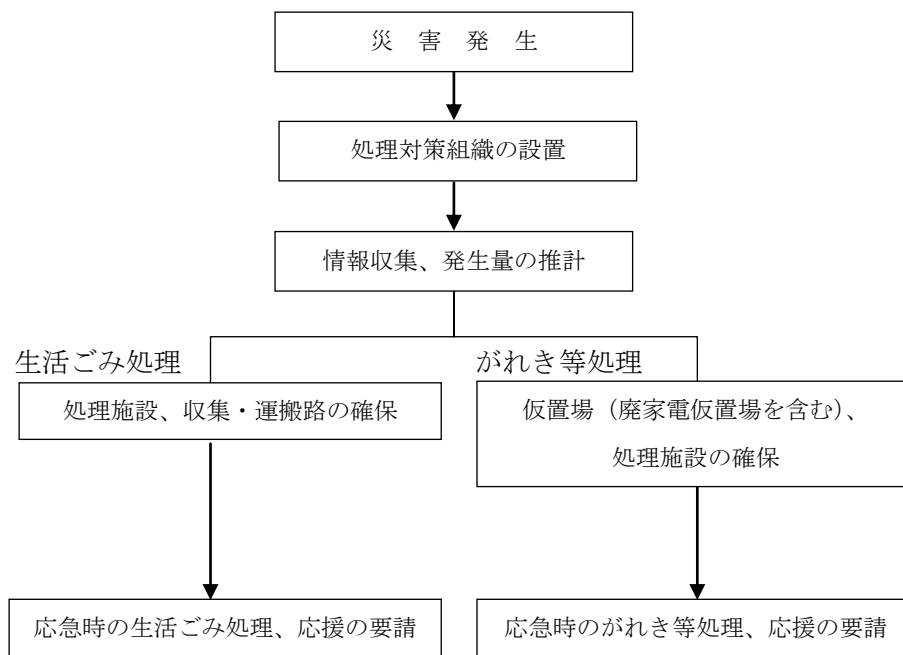 災 害 発 生
処理対策組織の設置
情報収集、発生量の推計
生活ごみ処理
処理施設、収集・運搬路の確保
応急時の生活ごみ処理、応援の要請
がれき等処理
仮置場（廃家電仮置場を含む）、
処理施設の確保
応急時のがれき等処理、応援の要請